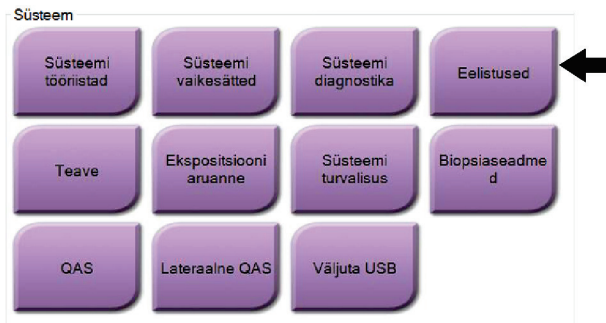 Süsteem
Süsteemi
tööriistad
Süsteemi
vaikesätted
Süsteemi
diagnostika
Eelistused
Teave
Ekspositsiooni
aruanne
Süsteemi
turvalisus
Biopsiaseadme
d
QAS
Lateraalne QAS
Väljuta USB